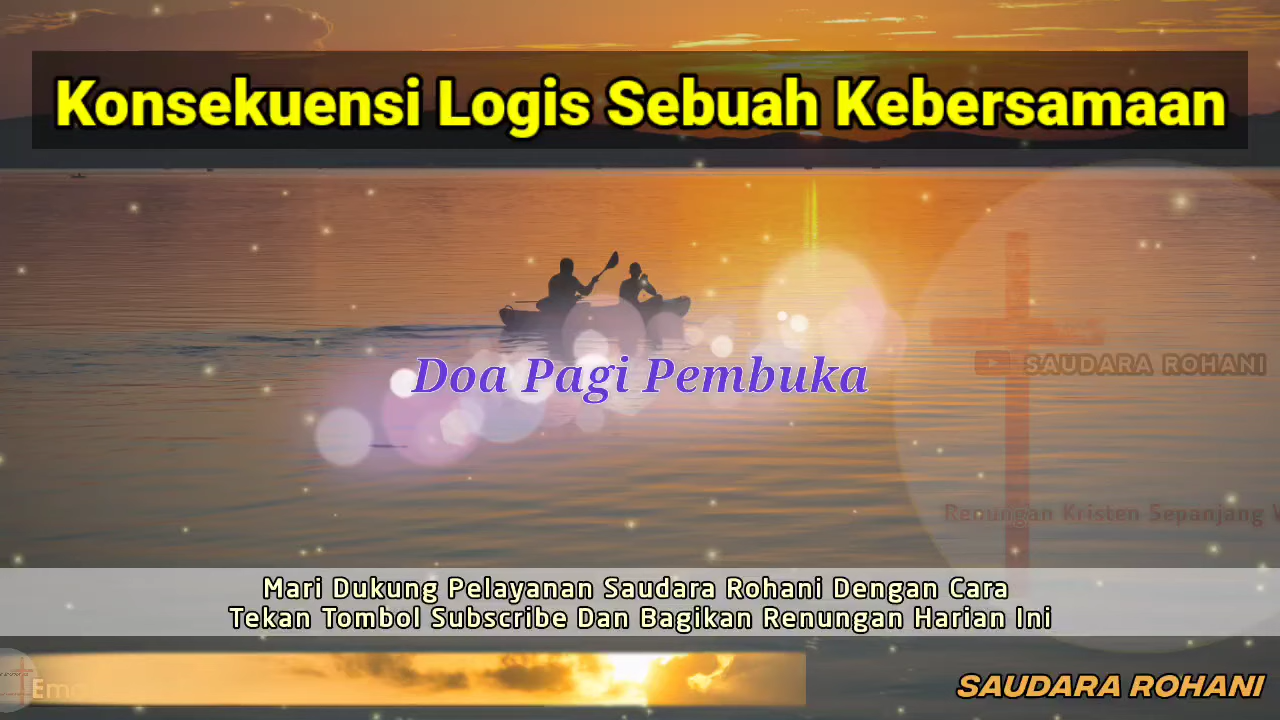 Konsekuensi Logis Sebuah Kebersamaan
Doa Pagi Pembuka
SAUDARA ROHANI
Renungan Kristen Sepanjang
Mari Dukung Pelayanan Saudara Rohani Dengan Cara
Tekan Tombol Subscribe Dan Bagikan Renungan Harian Ini
SAUDARA ROHANI